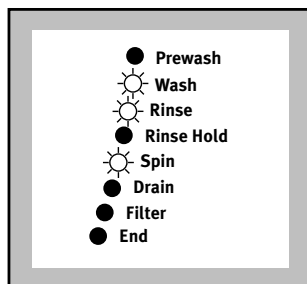 Prewash
Wash
Rinse
Rinse Hold
Spin
Drain
Filter
End